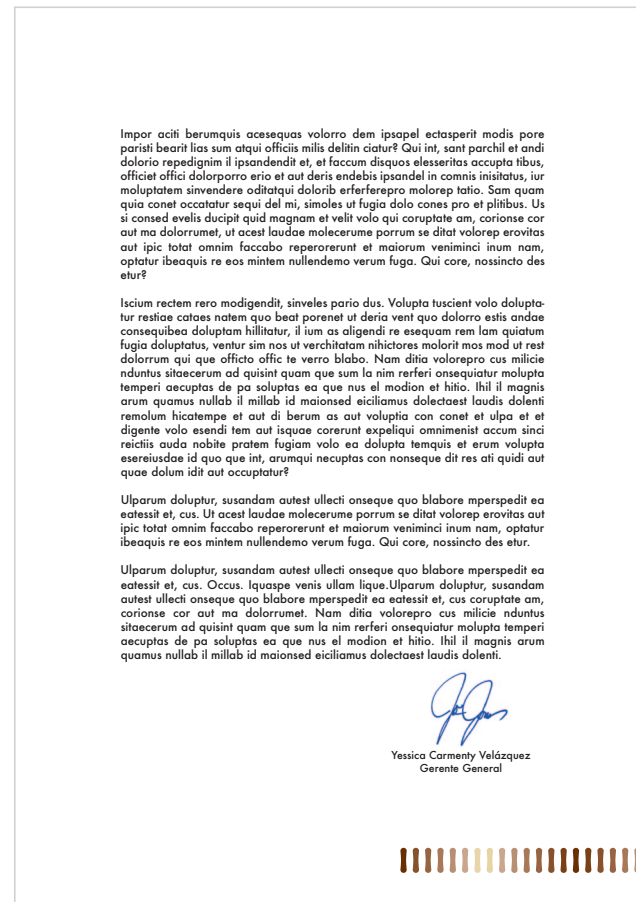 Impor aciti berumquis acesequas volorro dem ipsapel ectasperit modis pore
paristi bearit lias sum atqui officiis milis delitin ciatur? Qui int, sant parchil et andi
dolorio repedignim il ipsandendit et, et faccum disquos elesseritas accupta tibus,
officiet offici dolorporro erio et aut deris endebis ipsandel in comnis inisitatus, iur
moluptatem sinvendere oditatqui dolorib erferferepro molorep tatio. Sam quam
quia conet occatatur sequi del mi, simoles ut fugia dolo cones pro et plitibus. Us
si consed evelis ducipit quid magnam et velit volo qui coruptate am, corionse cor
aut ma dolorrumet, ut acest laudae molecerume porrum se ditat volorep erovitas
aut ipic totat omnim faccabo reperorerunt et maiorum veniminci inum nam,
optatur ibeaquis re eos mintem nullendemo verum fuga. Qui core, nossincto des
etur?
Iscium rectem rero modigendit, sinveles pario dus. Volupta tuscient volo dolupta-
tur restiae cataes natem quo beat porenet ut deria vent quo dolorro estis andae
consequibea doluptam hillitatur, il ium as aligendi re esequam rem lam quiatum
fugia doluptatus, ventur sim nos ut verchitatam nihictores molorit mos mod ut rest
dolorrum qui que officto offic te verro blabo. Nam ditia volorepro cus milicie
nduntus sitaecerum ad quisint quam que sum la nim rerferi onsequiatur molupta
temperi aecuptas de pa soluptas ea que nus el modion et hitio. Ihil il magnis
arum quamus nullab il millab id maionsed eiciliamus dolectaest laudis dolenti
remolum hicatempe et aut di berum as aut voluptia con conet et ulpa et et
digente volo esendi tem aut isquae corerunt expeliqui omnimenist accum sinci
reictiis auda nobite pratem fugiam volo ea dolupta temquis et erum volupta
esereiusdae id quo que int, arumqui necuptas con nonseque dit res ati quidi aut
quae dolum idit aut occuptatur?
Ulparum doluptur, susandam autest ullecti onseque quo blabore mperspedit ea
eatessit et, cus. Ut acest laudae molecerume porrum se ditat volorep erovitas aut
ipic totat omnim faccabo reperorerunt et maiorum veniminci inum nam, optatur
ibeaquis re eos mintem nullendemo verum fuga. Qui core, nossincto des etur.
Ulparum doluptur, susandam autest ullecti onseque quo blabore mperspedit ea
eatessit et, cus. Occus. Iquaspe venis ullam lique.Ulparum doluptur, susandam
autest ullecti onseque quo blabore mperspedit ea eatessit et, cus coruptate am,
corionse cor aut ma dolorrumet. Nam ditia volorepro cus milicie nduntus
sitaecerum ad quisint quam que sum la nim rerferi onsequiatur molupta temperi
aecuptas de pa soluptas ea que nus el modion et hitio. Ihil il magnis arum
quamus nullab il millab id maionsed eiciliamus dolectaest laudis dolenti.
Yessica Carmenty Velázquez
Gerente General